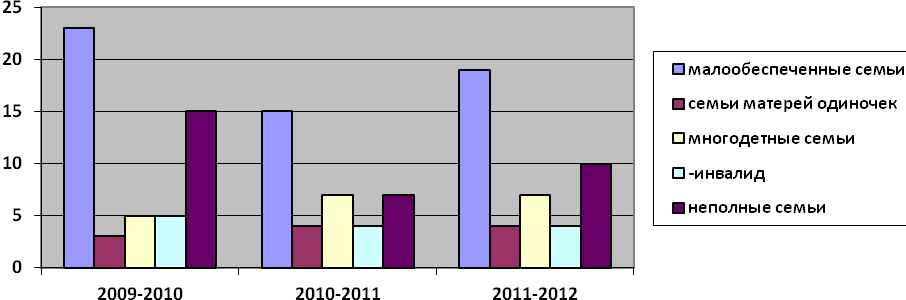 25
20
15
10
5
0
2009-2010
2010-2011
2011-2012
малообеспеченные семьи
семьи матерей одиночек
многодетные семьи
-инвалид
неполные семьи